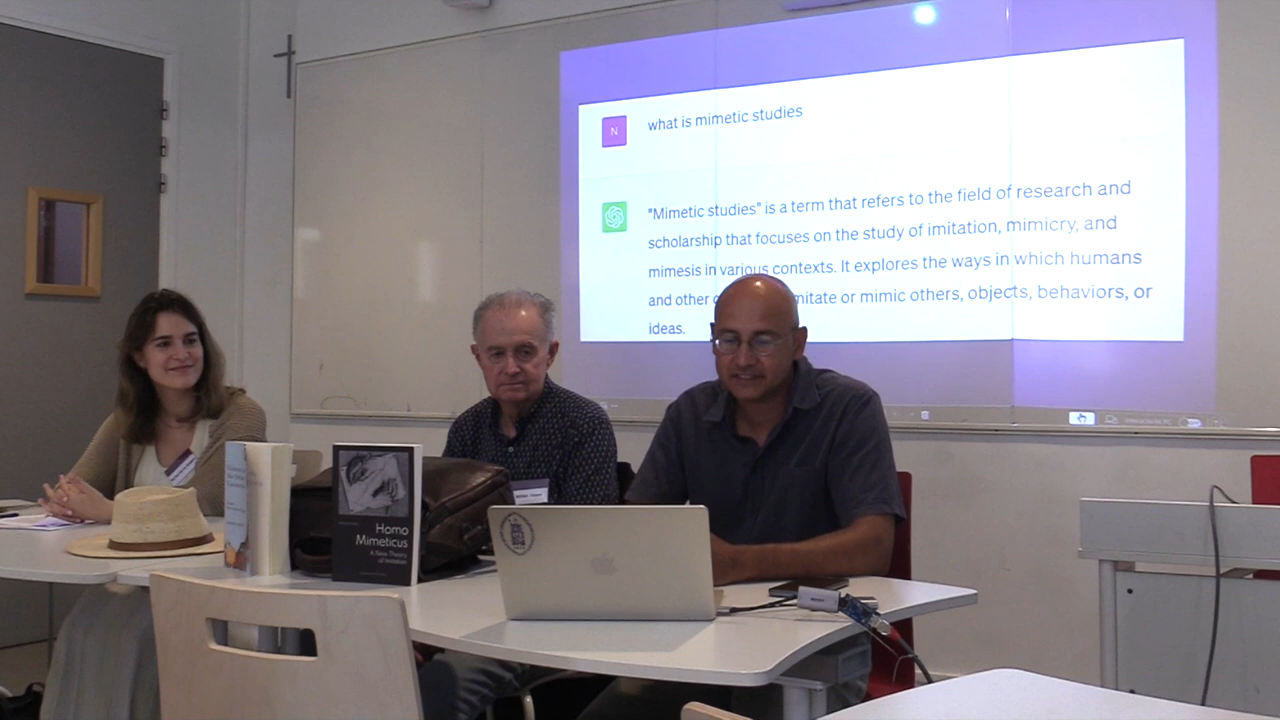 N
what is mimetic studies
"Mimetic studies" is a term that refers to the field of research and
scholarship that focuses on the study of imitation, mimicry, and
mimesis in various contexts. It explores the ways in which humans
and other imitate or mimic others, objects, behaviors, or
ideas.
Homo
Mimeticus
A New Theory
of Imitation